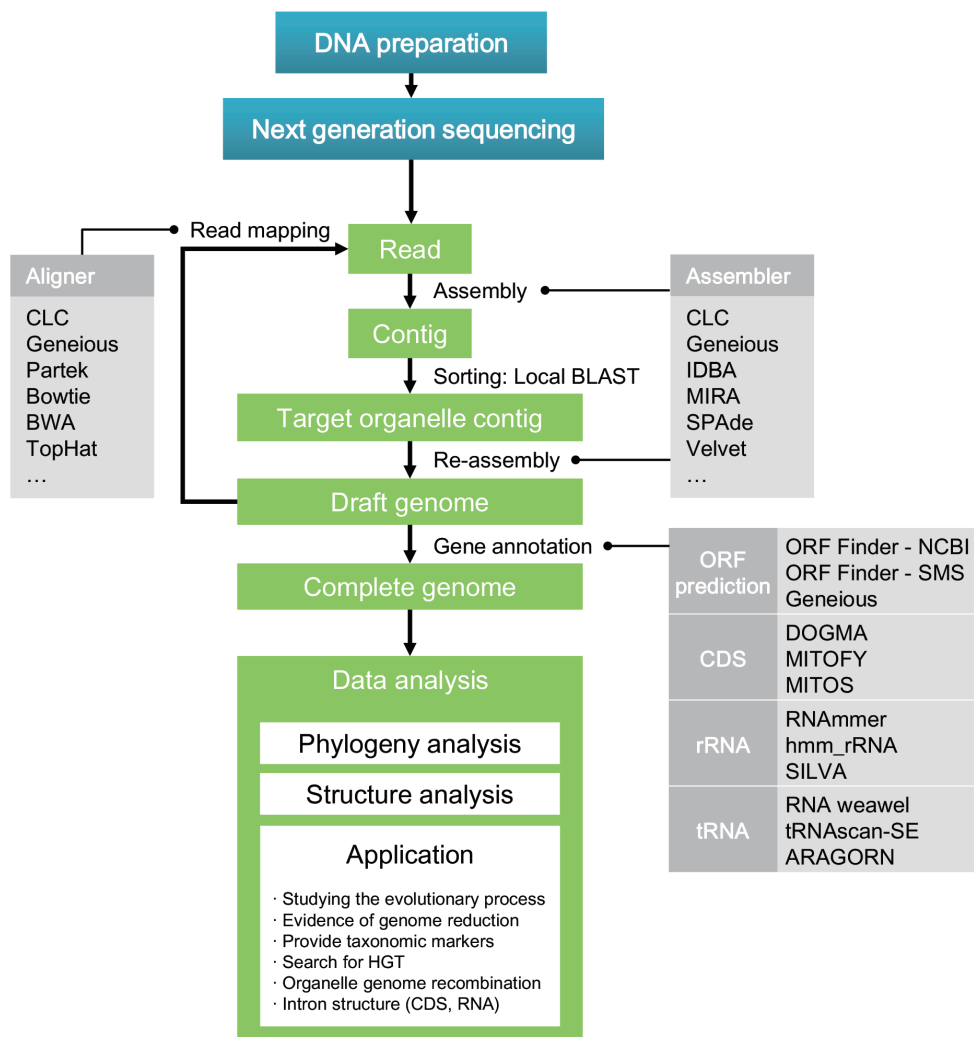 DNA preparation
Next generation sequencing
Read mapping
Read
Aligner
CLC
Geneious
Partek
Bowtie
BWA
TopHat
…
Assembly
Assembler
CLC
Geneious
IDBA
MIRA
SPAde
Velvet
…
Contig
Sorting: Local BLAST
Target organelle contig
Re-assembly
Draft genome
Gene annotation
ORF
prediction
ORF Finder - NCBI
ORF Finder - SMS
Geneious
CDS
DOGMA
MITOFY
MITOS
rRNA
RNAmmer
hmm_rRNA
SILVA
tRNA
RNA weawel
tRNAscan-SE
ARAGORN
Complete genome
Data analysis
Phylogeny analysis
Structure analysis
Application
· Studying the evolutionary process
· Evidence of genome reduction
· Provide taxonomic markers
· Search for HGT
· Organelle genome recombination
· Intron structure (CDS, RNA)